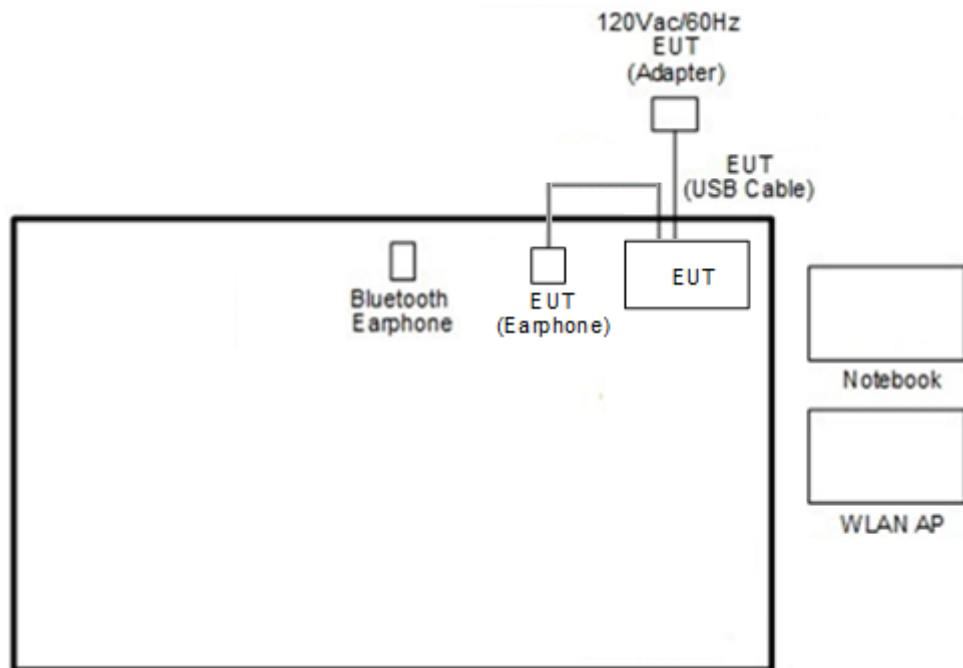 120Vac/60Hz
EUT
(Adapter)
EUT
(USB Cable)
Bluetooth
Earphone
EUT
(Earphone)
EUT
Notebook
WLAN AP